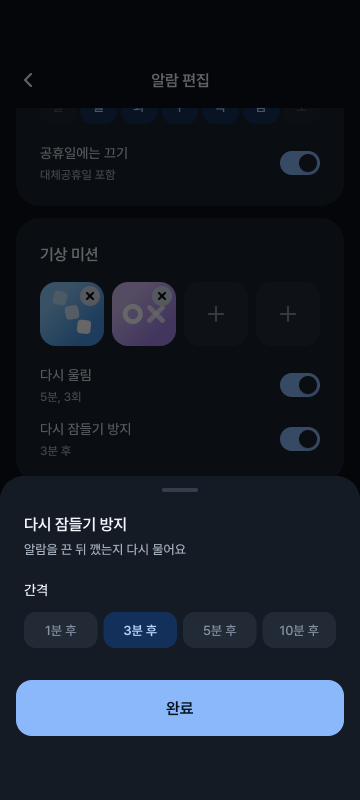 알람 편집
공휴일에는 끄기
대체공휴일 포함
기상 미션
다시 울림
5분, 3회
다시 잠들기 방지
3분 후
다시 잠들기 방지
알람을 끈 뒤 깼는지 다시 물어요
간격
1분 후 3분 후 5분 후 10분 후
완료